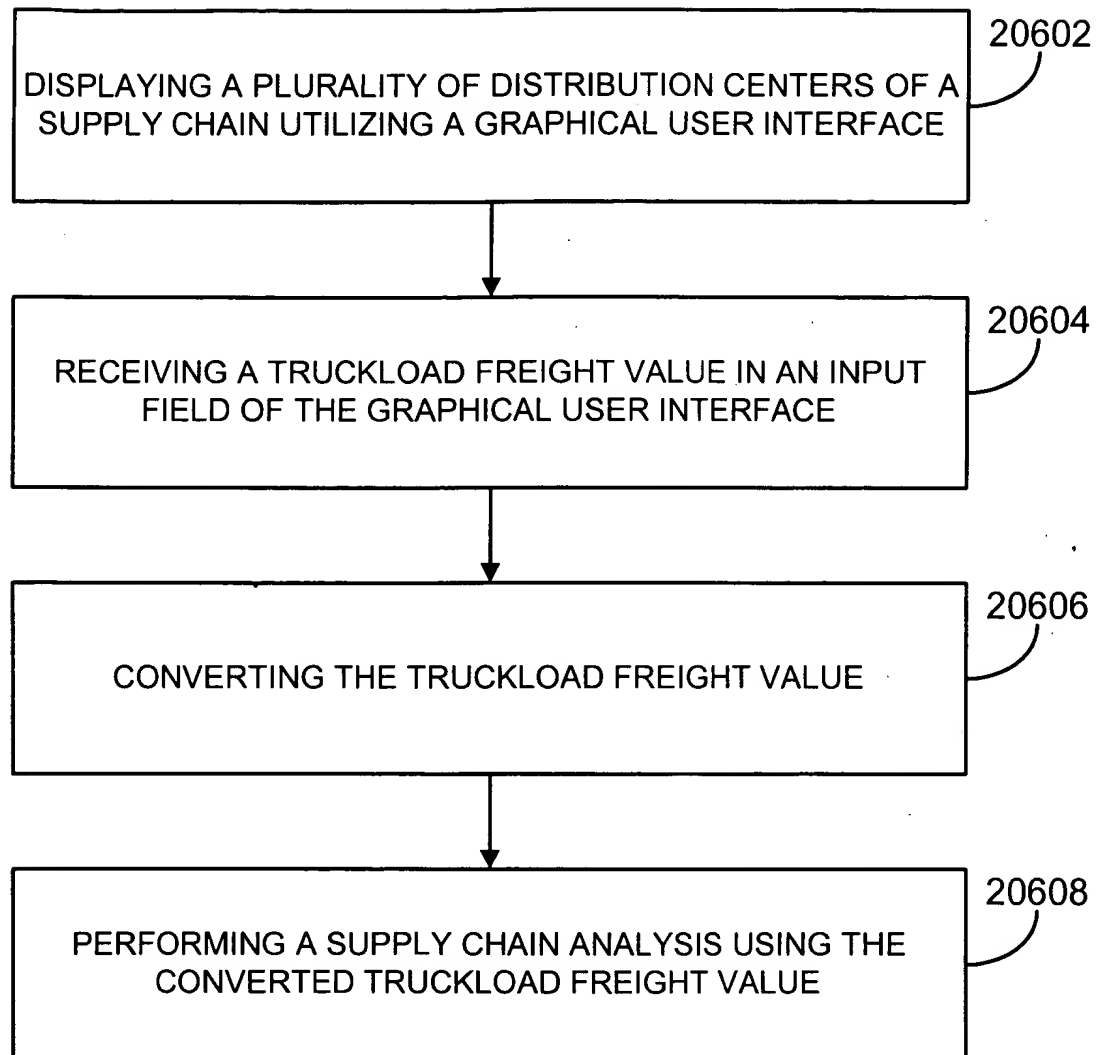 20602
DISPLAYING A PLURALITY OF DISTRIBUTION CENTERS OF A
SUPPLY CHAIN UTILIZING A GRAPHICAL USER INTERFACE
20604
RECEIVING A TRUCKLOAD FREIGHT VALUE IN AN INPUT
FIELD OF THE GRAPHICAL USER INTERFACE
20606
CONVERTING THE TRUCKLOAD FREIGHT VALUE
20608
PERFORMING A SUPPLY CHAIN ANALYSIS USING THE
CONVERTED TRUCKLOAD FREIGHT VALUE